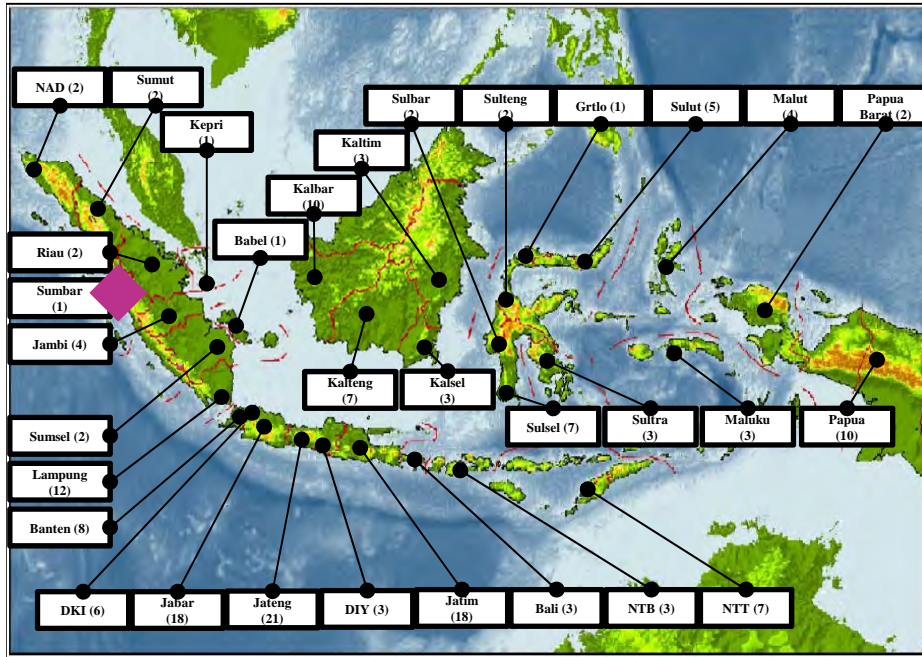 NAD (2)
Sumut
(2)
Kepri
(1)
Kaltim
(3)
Kalbar
(10)
Babel (1)
Sulbar
(2)
Sulteng
(2)
Grtlo (1)
Sulut (5)
Malut
(4)
Papua
Barat (2)
Riau (2)
Sumbar
(1)
Jambi (4)
Sumsel (2)
Lampung
(12)
Banten (8)
Kalteng
(7)
Kalsel
(3)
Sulsel (7)
Sultra
(3)
Maluku
(3)
Papua
(10)
DKI (6)
Jabar
(18)
Jateng
(21)
DIY (3)
Jatim
(18)
Bali (3)
NTB (3)
NTT (7)